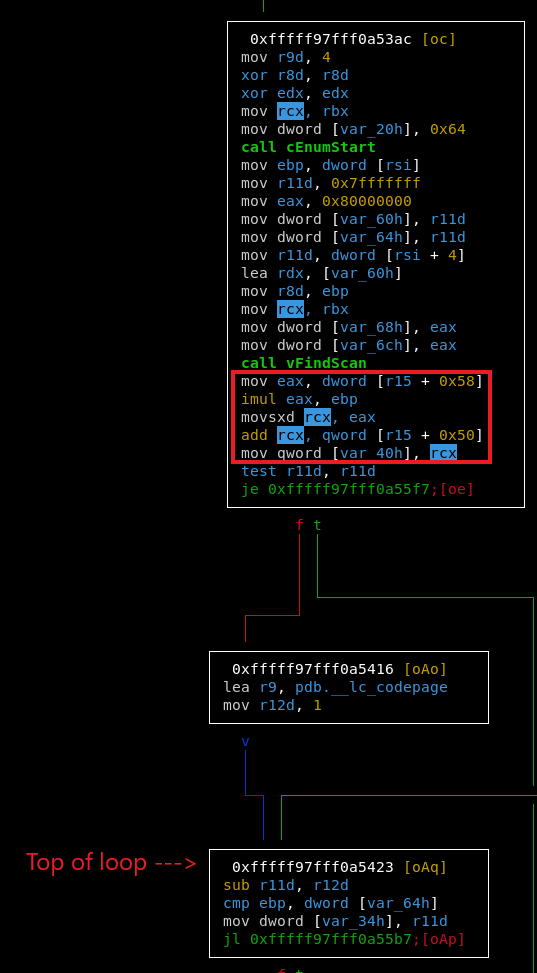 0xfffff97fff0a53ac [oc]
mov r9d, 4
xor r8d, r8d
xor edx, edx
mov rcx, rbx
mov dword [var_20h], 0x64
call cEnumStart
mov ebp, dword [rsi]
mov r11d, 0x7fffffff
mov eax, 0x80000000
mov dword [var_60h], r11d
mov dword [var_64h], r11d
mov r11d, dword [rsi + 4]
lea rdx, [var_60h]
mov r8d, ebp
mov rcx, rbx
mov dword [var_68h], eax
mov dword [var_6ch], eax
call vFindScan
mov eax, dword [r15 + 0x58]
imul eax, ebp
movsxd rcx, eax
add rcx, qword [r15 + 0x50]
mov qword [var_40h], rcx
test r11d, r11d
je 0xfffff97fff0a55f7;[oe]
f t
0xfffff97fff0a5416 [oAo]
lea r9, pdb.__lc_codepage
mov r12d, 1
v
Top of loop --->
0xfffff97fff0a5423 [oAq]
sub r11d, r12d
cmp ebp, dword [var_64h]
mov dword [var_34h], r11d
jl 0xfffff97fff0a55b7;[oAp]
f t